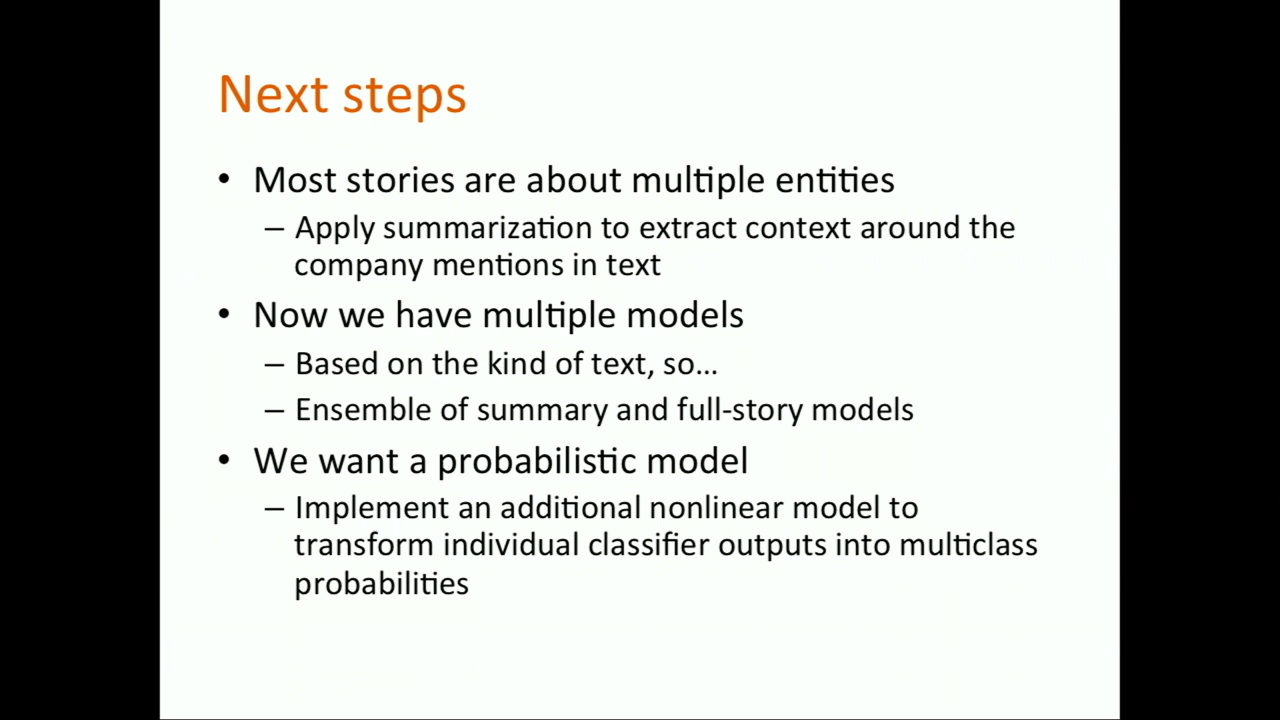 Next steps
• Most stories are about multiple entities
– Apply summarization to extract context around the
company mentions in text
• Now we have multiple models
– Based on the kind of text, so…
– Ensemble of summary and full-story models
• We want a probabilistic model
– Implement an additional nonlinear model to
transform individual classifier outputs into multiclass
probabilities